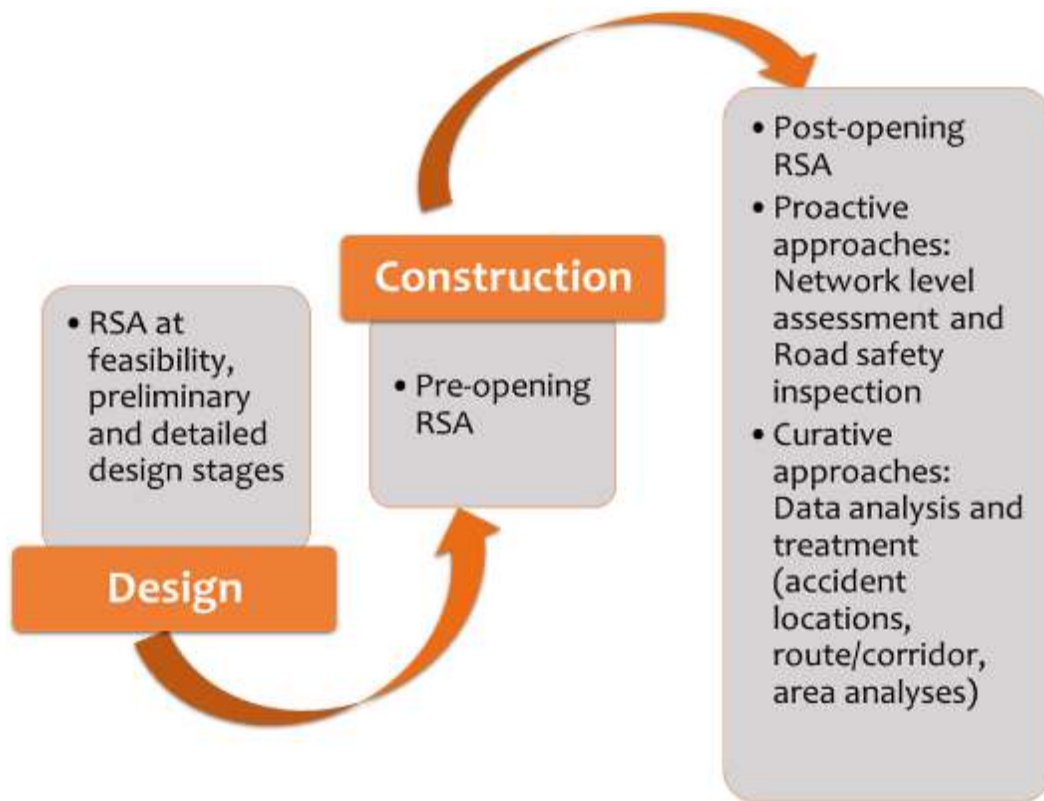 • RSA at
feasibility,
preliminary
and detailed
design stages
Design
Construction
• Pre-opening
RSA
• Post-opening
RSA
• Proactive
approaches:
Network level
assessment and
Road safety
inspection
• Curative
approaches:
Data analysis and
treatment
(accident
locations,
route/corridor,
area analyses)